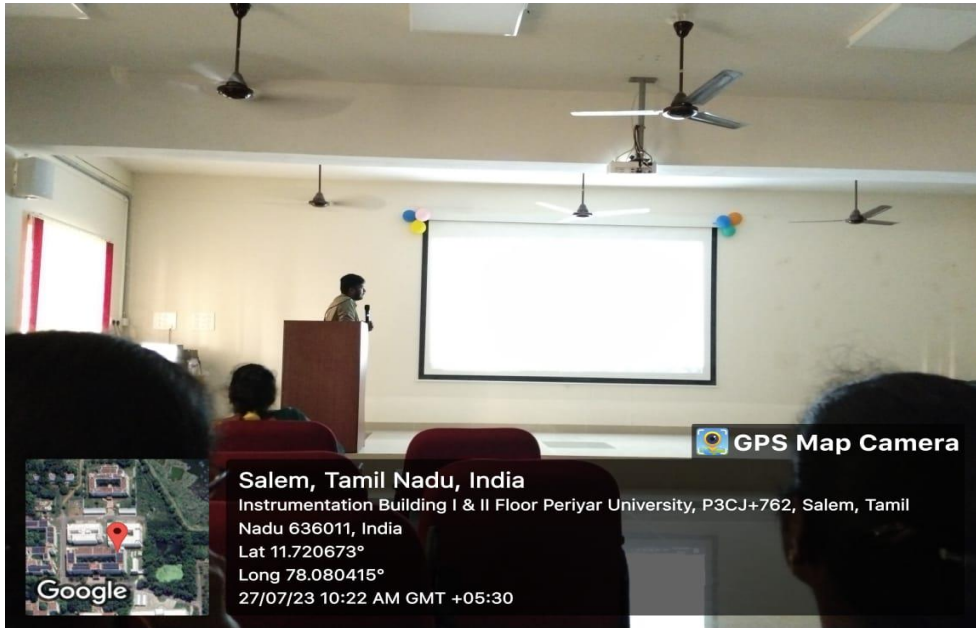 GPS Map Camera
Salem, Tamil Nadu, India
Instrumentation Building I & II Floor Periyar University, P3CJ+762, Salem, Tamil
Nadu 636011, India
Lat 11.720673°
Long 78.080415°
27/07/23 10:22 AM GMT +05:30
Google